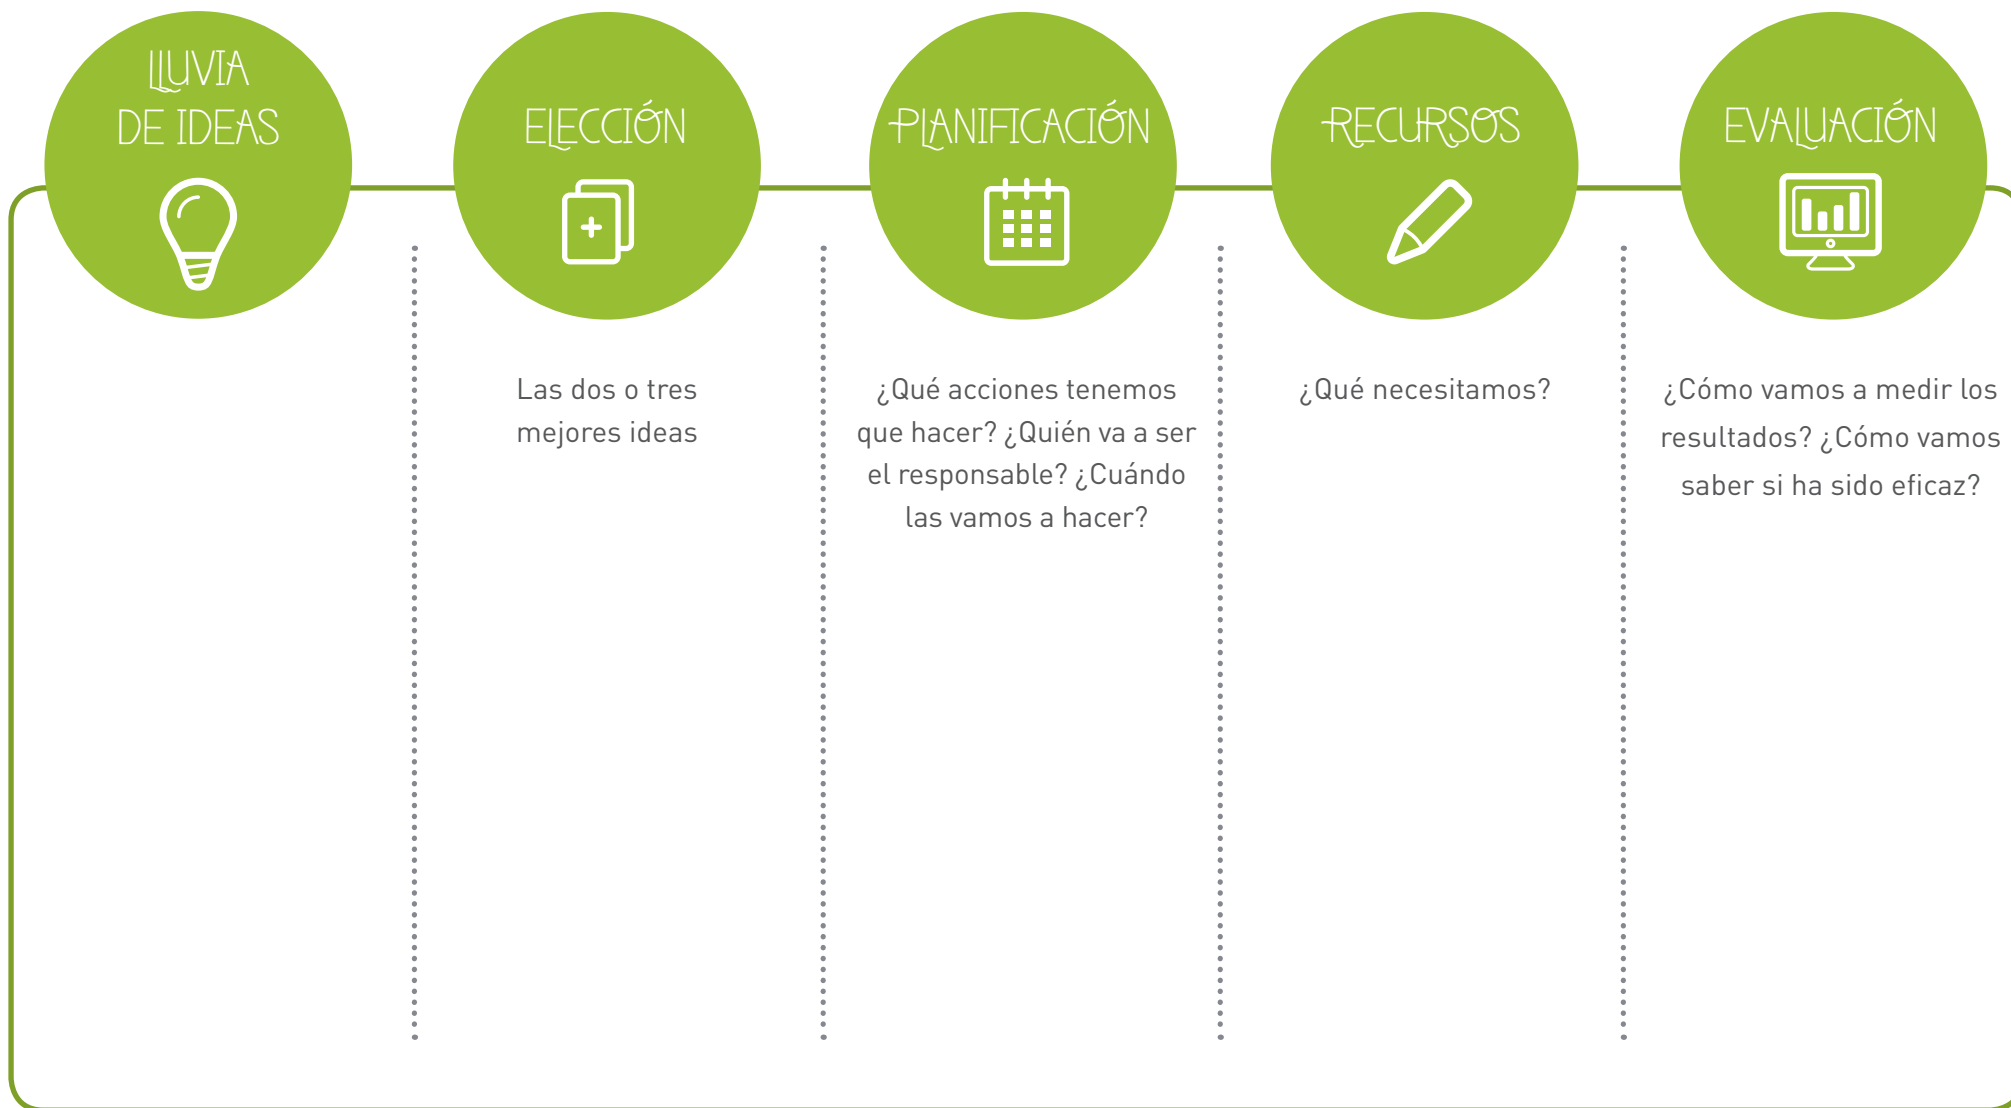 LLUVIA
DE IDEAS
ELECCIÓN
Las dos o tres
mejores ideas
PLANIFICACIÓN
¿Qué acciones tenemos
que hacer? ¿Quién va a ser
el responsable? ¿Cuándo
las vamos a hacer?
RECURSOS
¿Qué necesitamos?
EVALUACIÓN
¿Cómo vamos a medir los
resultados? ¿Cómo vamos
saber si ha sido eficaz?